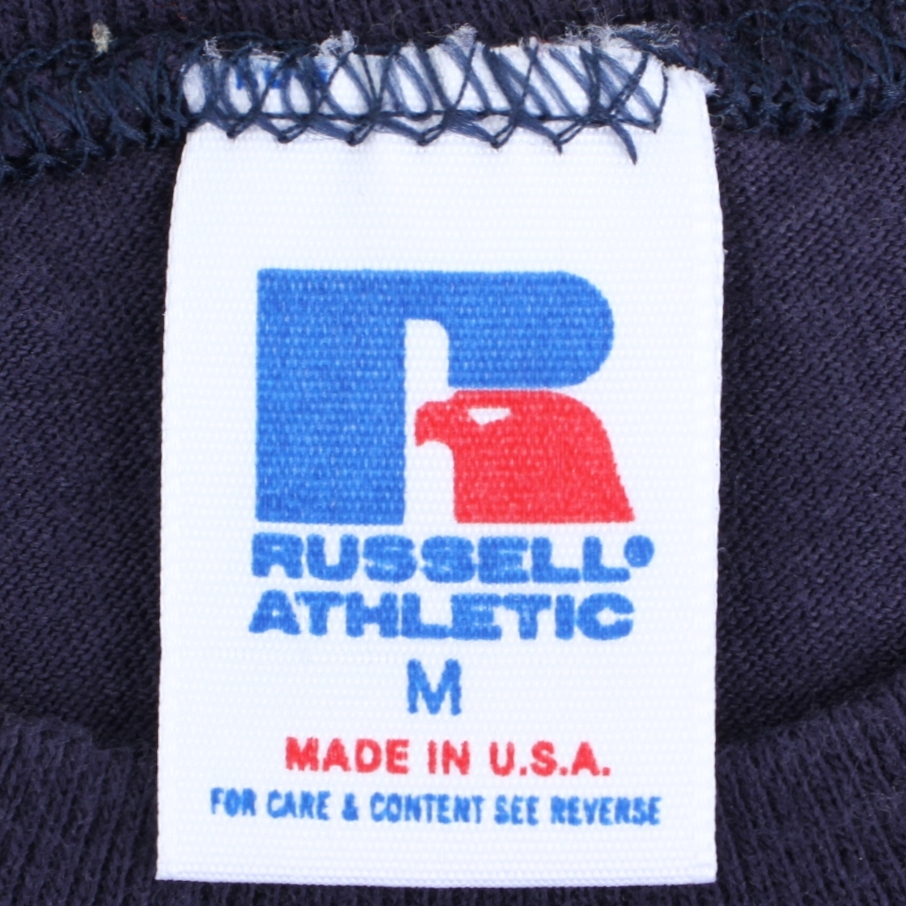 RUSSELL®
ATHLETIC
M
MADE IN U.S.A.
FOR CARE & CONTENT SEE REVERSE